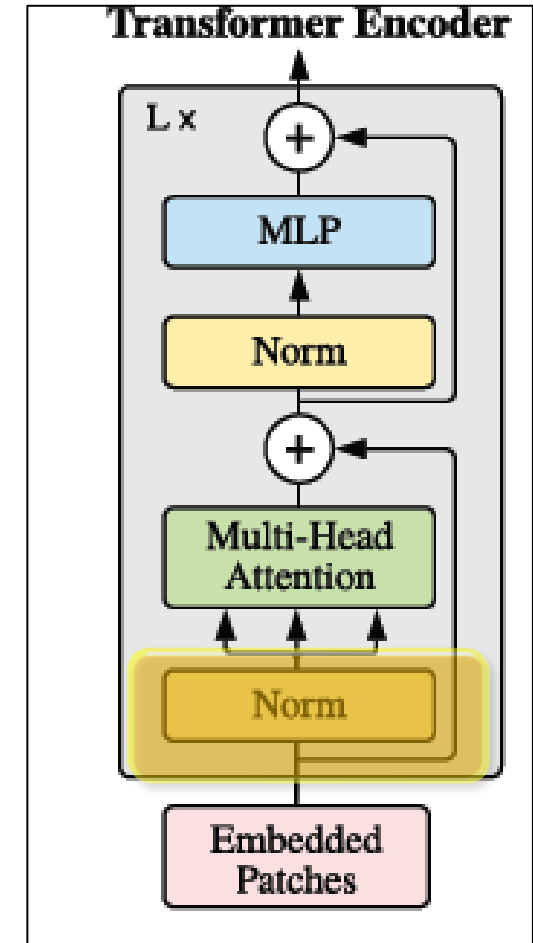 Transformer Encoder
L x
+
MLP
Norm
+
Multi-Head
Attention
Norm
Embedded
Patches